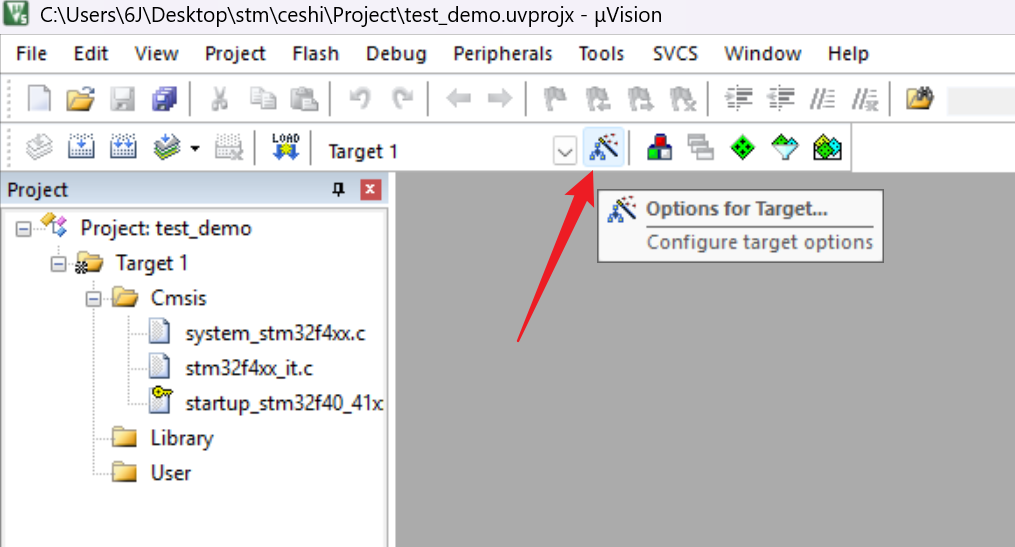 C:\Users\6J\Desktop\stm\ceshi\Project\test_demo.uvprojx - µVision
File Edit View Project Flash Debug Peripherals Tools SVCS Window Help
LOAD Target 1
Project
Options for Target...
Configure target options
Project: test_demo
Target 1
Cmsis
system_stm32f4xx.c
stm32f4xx_it.c
startup_stm32f40_41x
Library
User